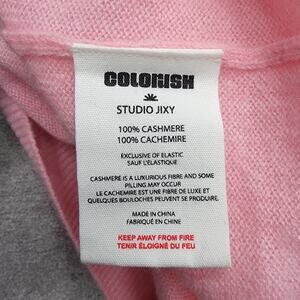 COLORISH
STUDIO JIXY
100% CASHMERE
100% CACHEMIRE
EXCLUSIVE OF ELASTIC
SAUF L'ÉLASTIQUE
CASHMERE IS A LUXURIOUS FIBRE AND SOME
PILLING MAY OCCUR
LE CACHEMIRE EST UNE FIBRE DE LUXE ET
QUELQUES BOULOCHES PEUVENT SE PRODUIRE.
MADE IN CHINA
FABRIQUÉ EN CHINE
KEEP AWAY FROM FIRE
TENIR ÉLOIGNÉ DU FEU